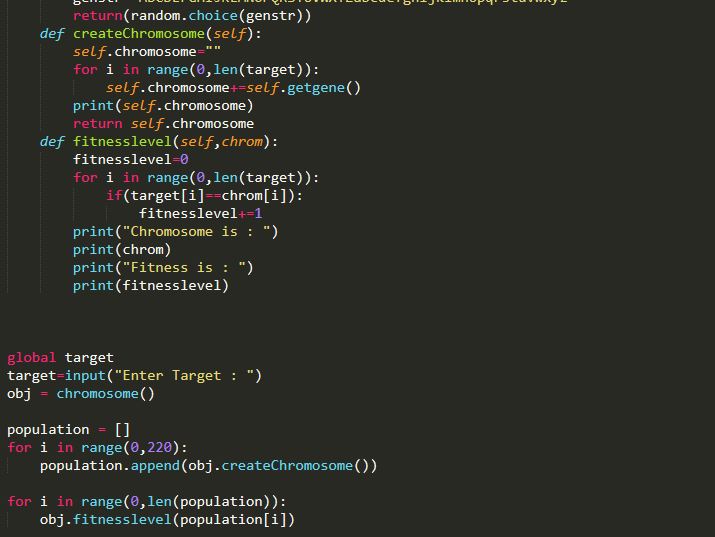 return(random.choice(genstr))
def createChromosome(self):
self.chromosome=""
for i in range(0,len(target)):
self.chromosome+=self.getgene()
print(self.chromosome)
return self.chromosome
def fitnesslevel(self,chrom):
fitnesslevel=0
for i in range(0,len(target)):
if(target[i]==chrom[i]):
fitnesslevel+=1
print("Chromosome is : ")
print(chrom)
print("Fitness is : ")
print(fitnesslevel)
global target
target=input("Enter Target : ")
obj = chromosome()
population = []
for i in range(0,220):
population.append(obj.createChromosome())
for i in range(0,len(population)):
obj.fitnesslevel(population[i])